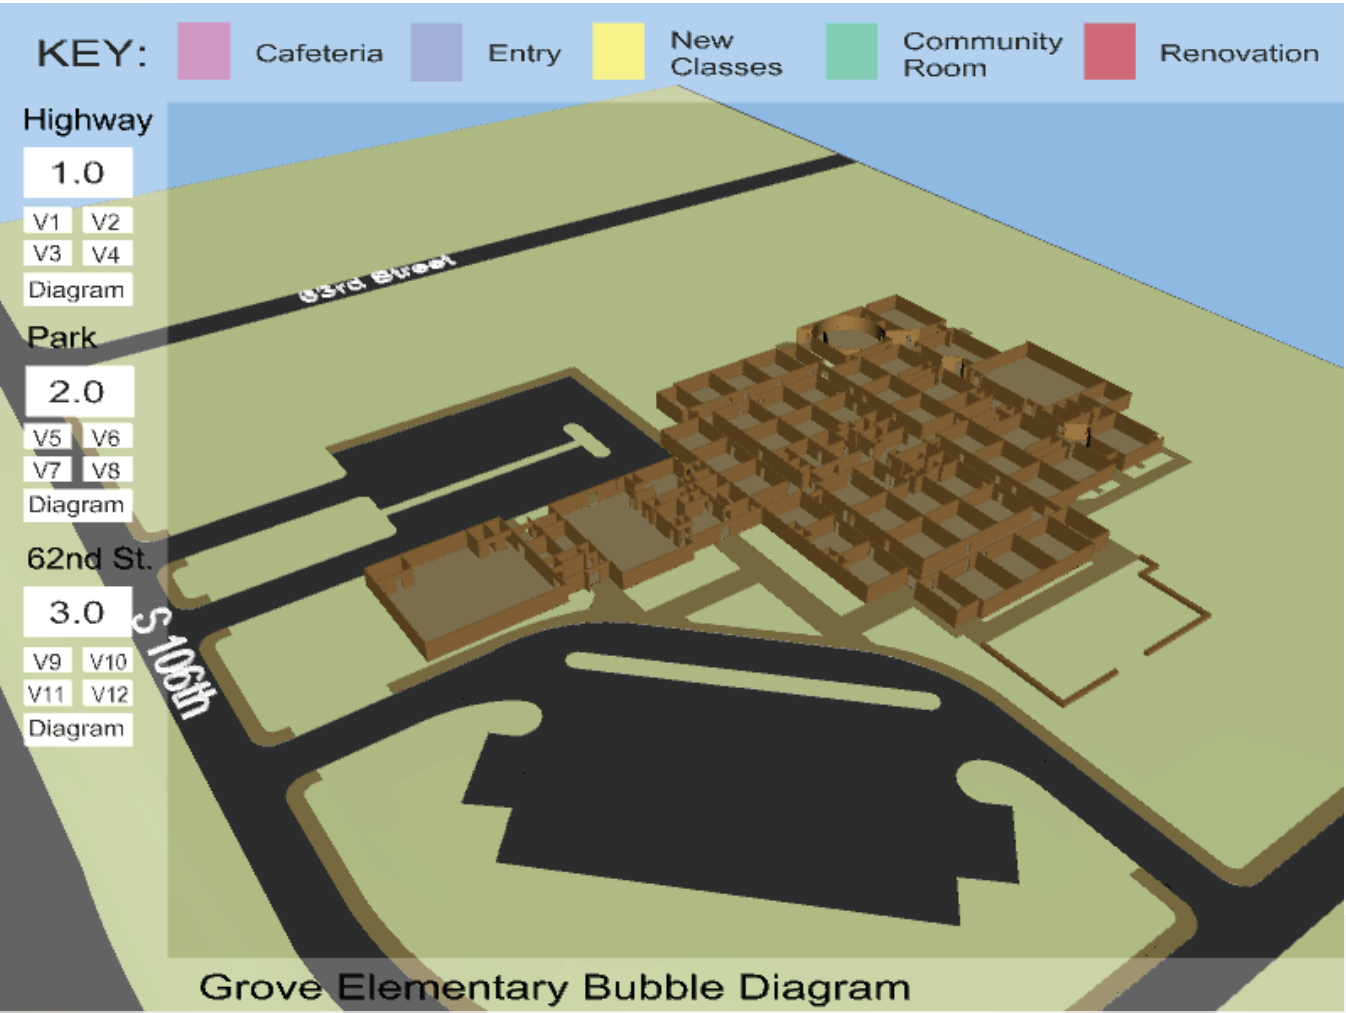 KEY:
Cafeteria
Entry
New
Classes
Community
Room
Renovation
Highway
1.0
V1 V2
V3 V4
Diagram
Park
2.0
V5 V6
V7 V8
Diagram
62nd St.
3.0
V9 V10
V11 V12
Diagram
63rd Street
S 106th
Grove Elementary Bubble Diagram